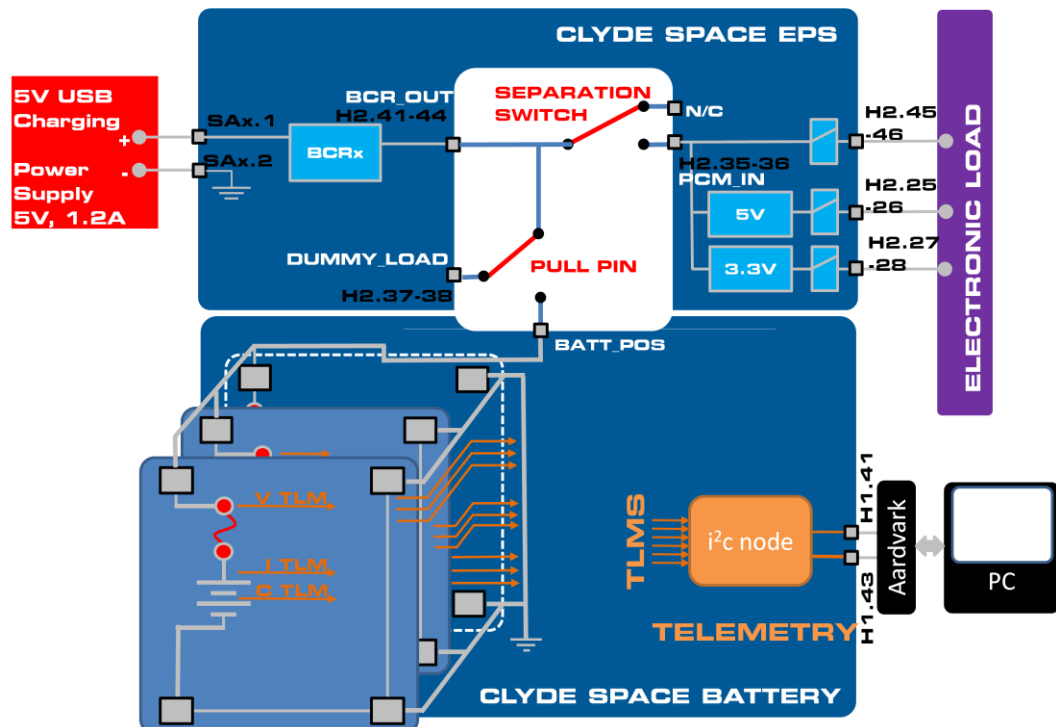 CLYDE SPACE EPS
5V USB
Charging
+
Power
-
Supply
5V, 1.2A
SAx.1
SAx.2
BCRx
BCR_OUT
H2.41-44
SEPARATION
SWITCH
N/C
H2.35-36
PCM_IN
5V
3.3V
H2.45
-46
H2.25
-26
H2.27
-28
ELECTRONIC LOAD
DUMMY_LOAD
H2.37-38
PULL PIN
BATT_POS
V TLM
I TLM
C TLM
TLMS
i²c node
H1.41
H1.43
Aardvark
PC
TELEMETRY
CLYDE SPACE BATTERY